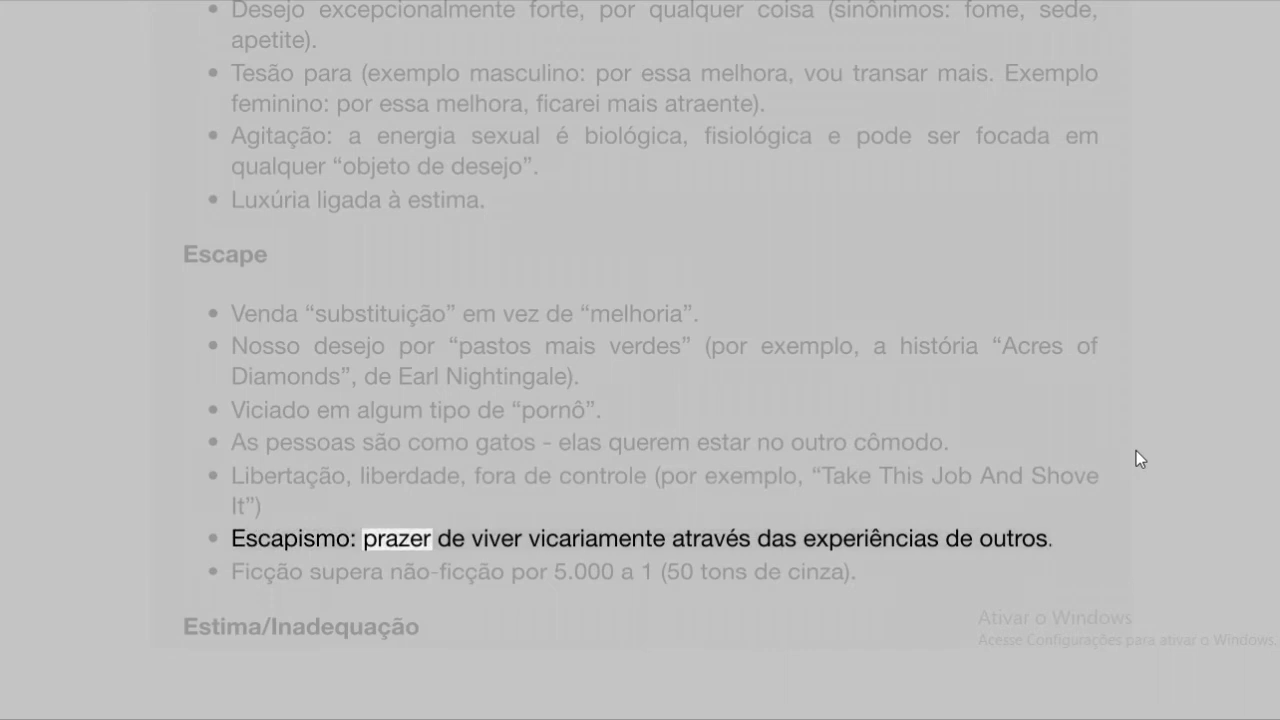 • Desejo excepcionalmente forte, por qualquer coisa (sinônimos: fome, sede,
apetite).
• Tesão para (exemplo masculino: por essa melhora, vou transar mais. Exemplo
feminino: por essa melhora, ficarei mais atraente).
• Agitação: a energia sexual é biológica, fisiológica e pode ser focada em
qualquer “objeto de desejo”.
• Luxúria ligada à estima.
Escape
• Venda “substituição” em vez de “melhoria”.
• Nosso desejo por “pastos mais verdes” (por exemplo, a história “Acres of
Diamonds”, de Earl Nightingale).
• Viciado em algum tipo de “pornô”.
• As pessoas são como gatos - elas querem estar no outro cômodo.
• Libertação, liberdade, fora de controle (por exemplo, “Take This Job And Shove
It”)
• Escapismo: prazer de viver vicariamente através das experiências de outros.
• Ficção supera não-ficção por 5.000 a 1 (50 tons de cinza).
Estima/Inadequação
Ativar o Windows
Acesse Configurações para ativar o Windows.